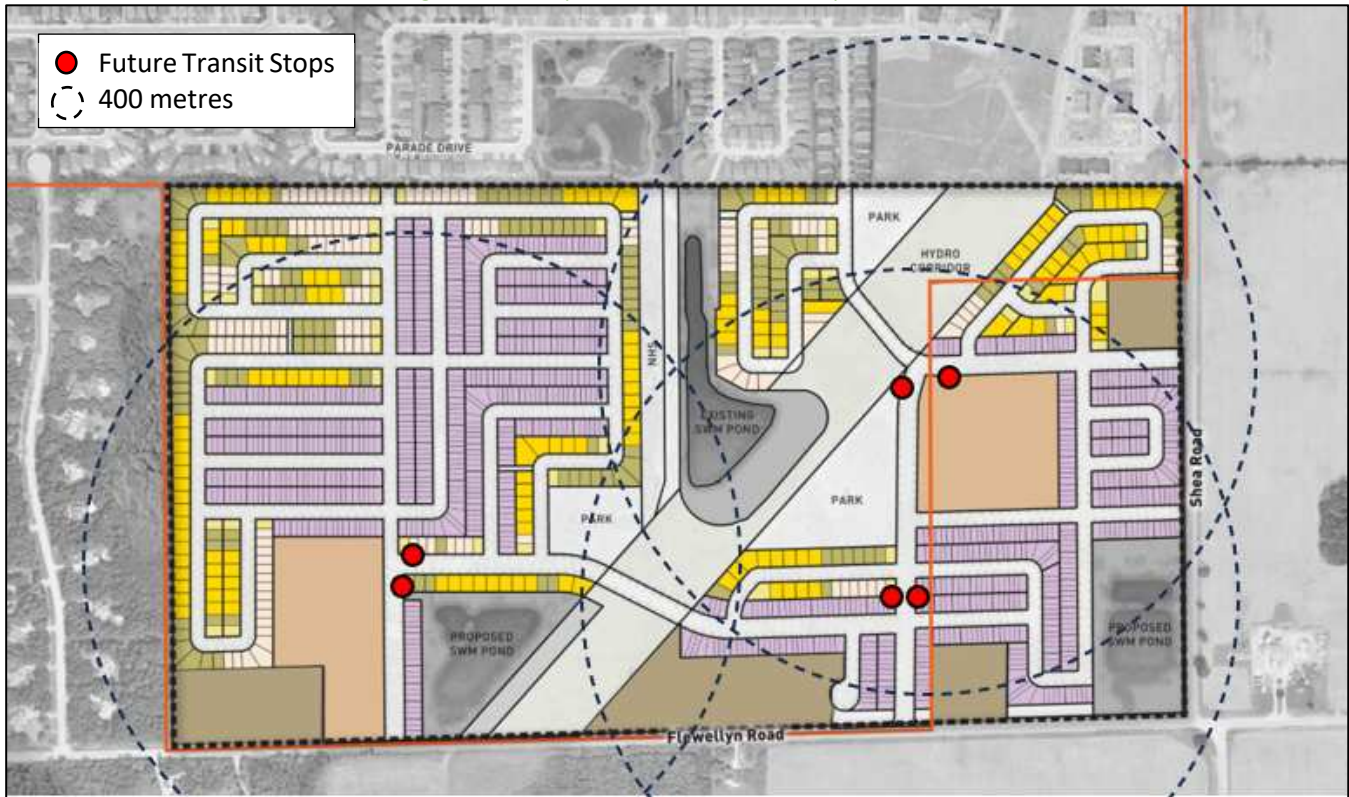 Future Transit Stops
400 metres
PARADE DRIVE
PARK
HYDRO
CORRIDOR
NHS
EXISTING
SWM POND
Shea Road
PARK
PARK
PROPOSED
SWM POND
PROPOSED
SWM POND
Flewellyn Road